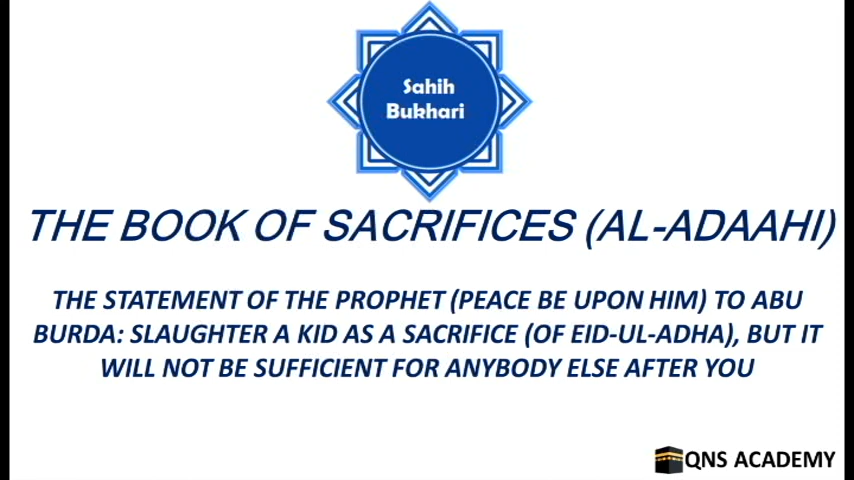 Sahih
Bukhari
THE BOOK OF SACRIFICES (AL-ADAAHI)
THE STATEMENT OF THE PROPHET (PEACE BE UPON HIM) TO ABU
BURDA: SLAUGHTER A KID AS A SACRIFICE (OF EID-UL-ADHA), BUT IT
WILL NOT BE SUFFICIENT FOR ANYBODY ELSE AFTER YOU
QNS ACADEMY